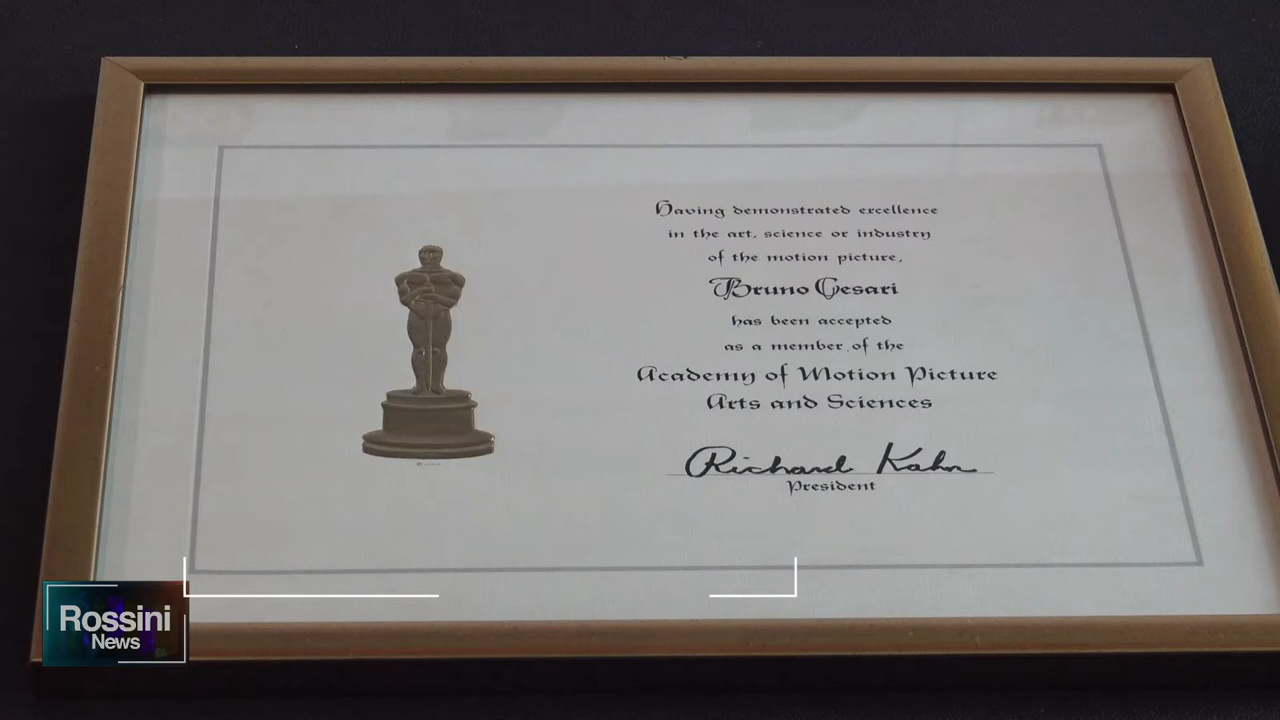 Having demonstrated excellence
in the art, science or industry
of the motion picture,
Bruno Cesari
has been accepted
as a member of the
Academy of Motion Picture
Arts and Sciences
Richard Kahn
President
Rossini
News